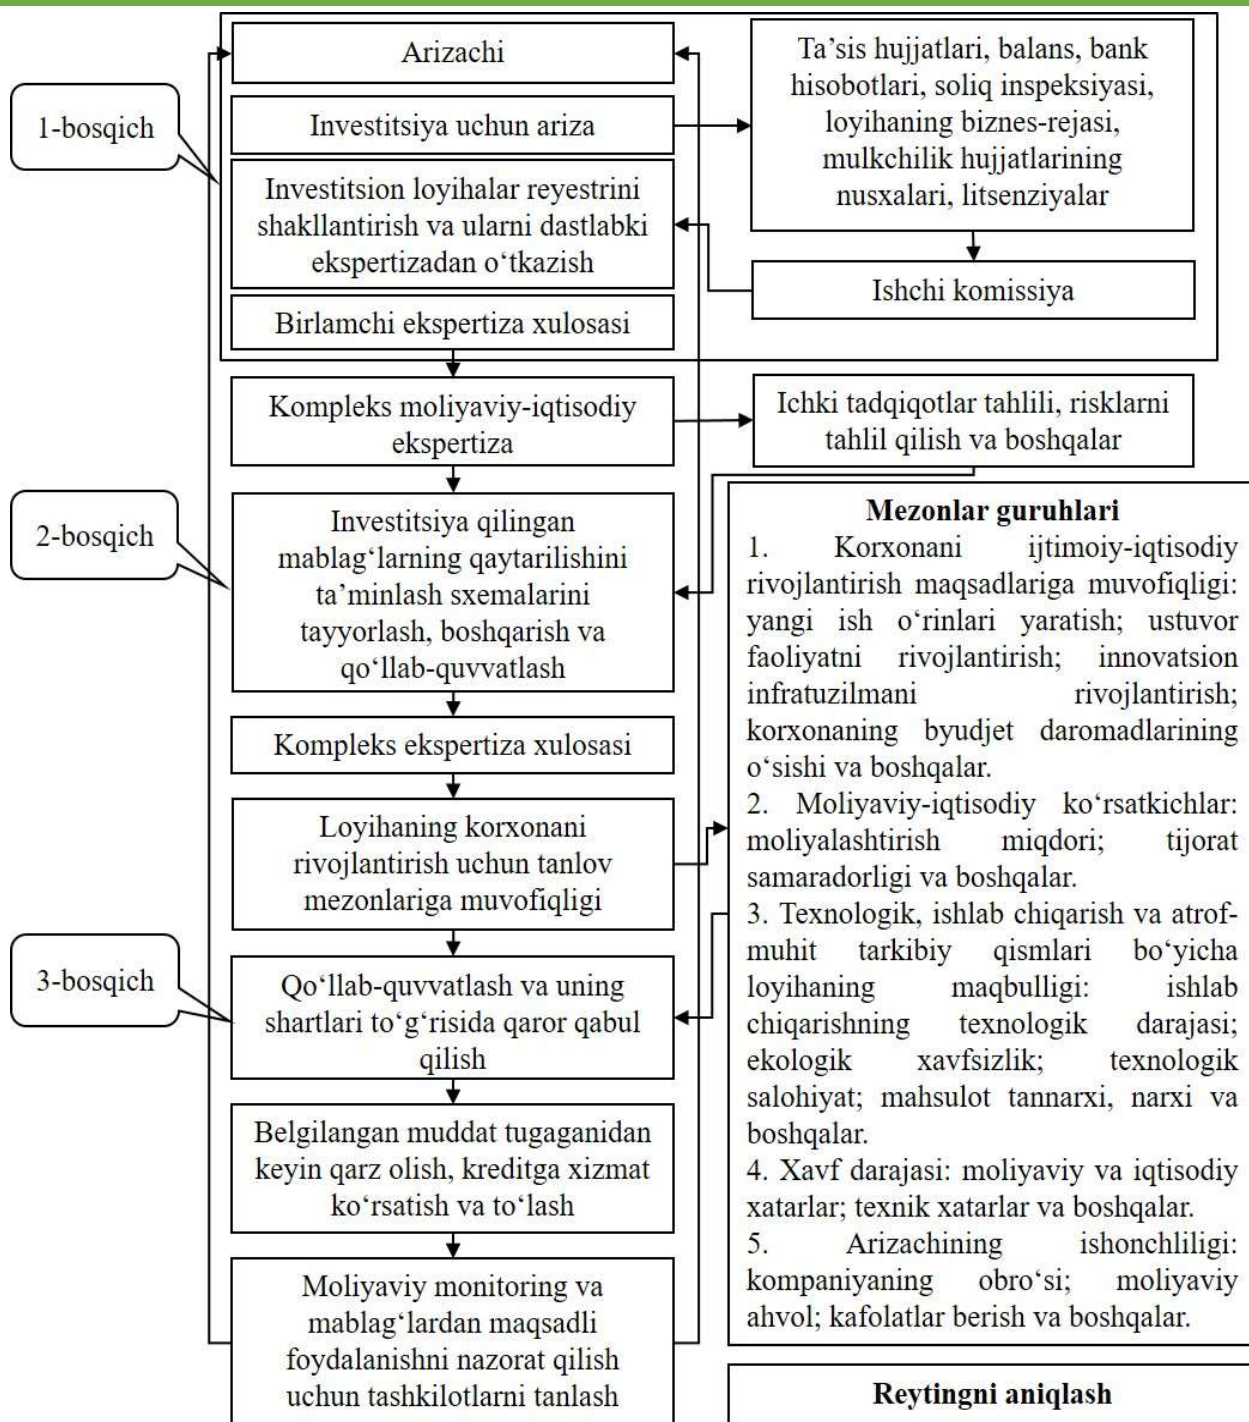 Arizachi
Investitsiya uchun ariza
Investitsion loyihalar reyestrini
shakllantirish va ularni dastlabki
ekspertizadan o‘tkazish
Birlamchi ekspertiza xulosasi
Ta’sis hujjatlari, balans, bank
hisobotlari, soliq inspeksiyasi,
loyihaning biznes-rejasi,
mulkchilik hujjatlarining
nusxalari, litsenziyalar
Ishchi komissiya
1-bosqich
Kompleks moliyaviy-iqtisodiy
ekspertiza
Ichki tadqiqotlar tahlili, risklarni
tahlil qilish va boshqalar
2-bosqich
Investitsiya qilingan
mablag‘larning qaytarilishini
ta’minlash sxemalarini
tayyorlash, boshqarish va
qo‘llab-quvvatlash
Kompleks ekspertiza xulosasi
Loyihaning korxonani
rivojlantirish uchun tanlov
mezonlariga muvofiqligi
3-bosqich
Qo‘llab-quvvatlash va uning
shartlari to‘g‘risida qaror qabul
qilish
Belgilangan muddat tugaganidan
keyin qarz olish, kreditga xizmat
ko‘rsatish va to‘lash
Moliyaviy monitoring va
mablag‘lardan maqsadli
foydalanishni nazorat qilish
uchun tashkilotlarni tanlash
Mezonlar guruhlari
1. Korxonani ijtimoiy-iqtisodiy
rivojlantirish maqsadlariga muvofiqligi:
yangi ish o‘rinlari yaratish; ustuvor
faoliyatni rivojlantirish; innovatsion
infratuzilmani rivojlantirish;
korxonaning byudjet daromadlarining
o‘sishi va boshqalar.
2. Moliyaviy-iqtisodiy ko‘rsatkichlar:
moliyalashtirish miqdori; tijorat
samaradorligi va boshqalar.
3. Texnologik, ishlab chiqarish va atrof-
muhit tarkibiy qismlari bo‘yicha
loyihaning maqbulligi: ishlab
chiqarishning texnologik darajasi;
ekologik xavfsizlik; texnologik
salohiyat; mahsulot tannarxi, narxi va
boshqalar.
4. Xavf darajasi: moliyaviy va iqtisodiy
xatarlar; texnik xatarlar va boshqalar.
5. Arizachining ishonchliligi:
kompaniyaning obro‘si; moliyaviy
ahvol; kafolatlar berish va boshqalar.
Reytingni aniqlash